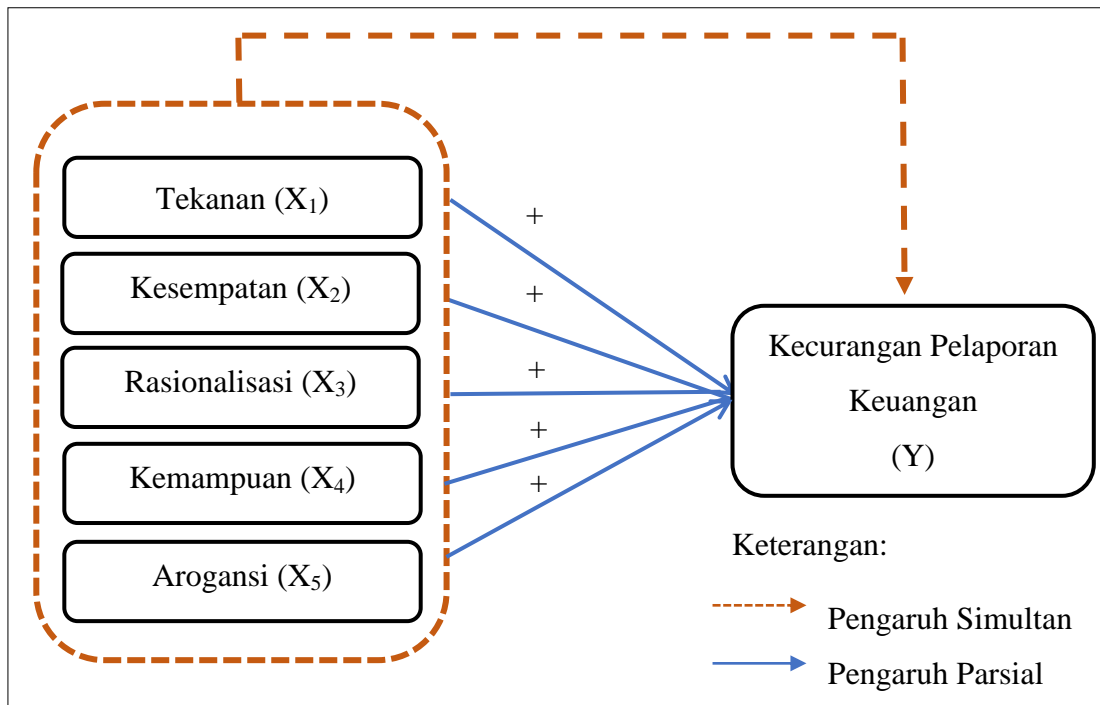 Tekanan (X₁)
Kesempatan (X₂)
Rasionalisasi (X₃)
Kemampuan (X₄)
Arogansi (X₅)
+
+
+
+
+
Kecurangan Pelaporan
Keuangan
(Y)
Keterangan:
Pengaruh Simultan
Pengaruh Parsial